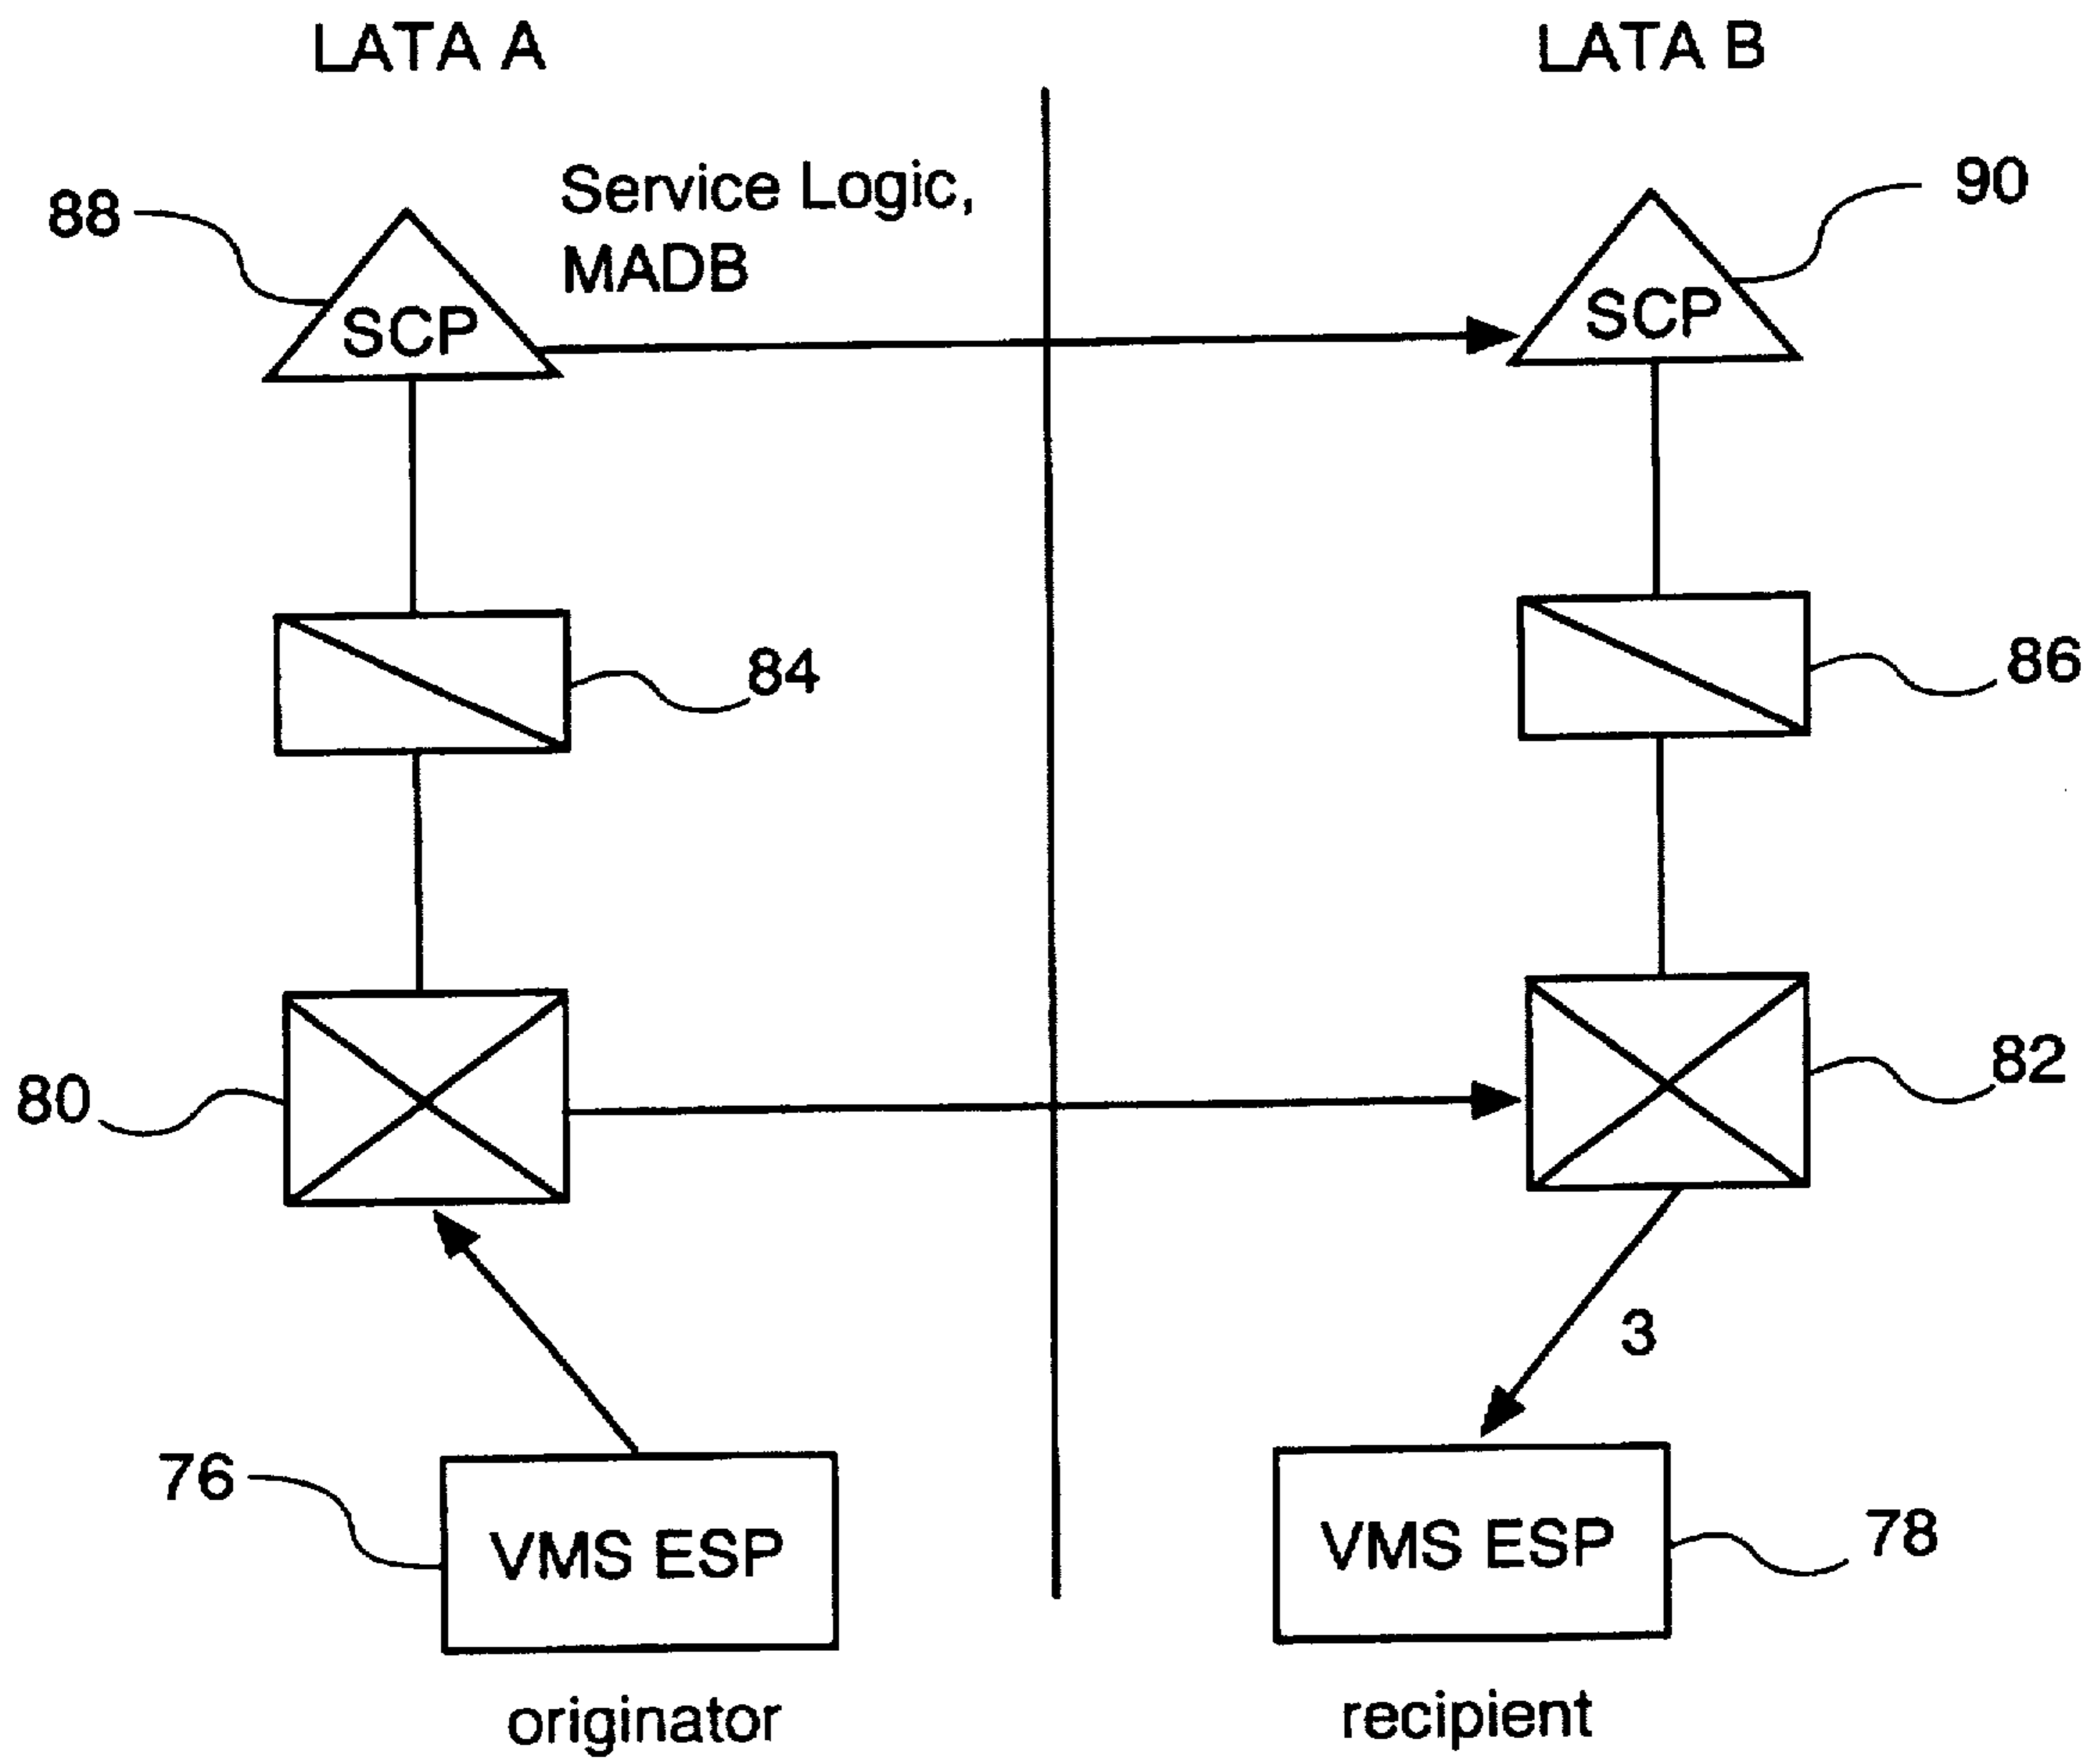 LATA A
LATA B
88
Service Logic,
MADB
90
SCP
SCP
84
86
80
82
3
76
VMS ESP
VMS ESP
78
originator
recipient